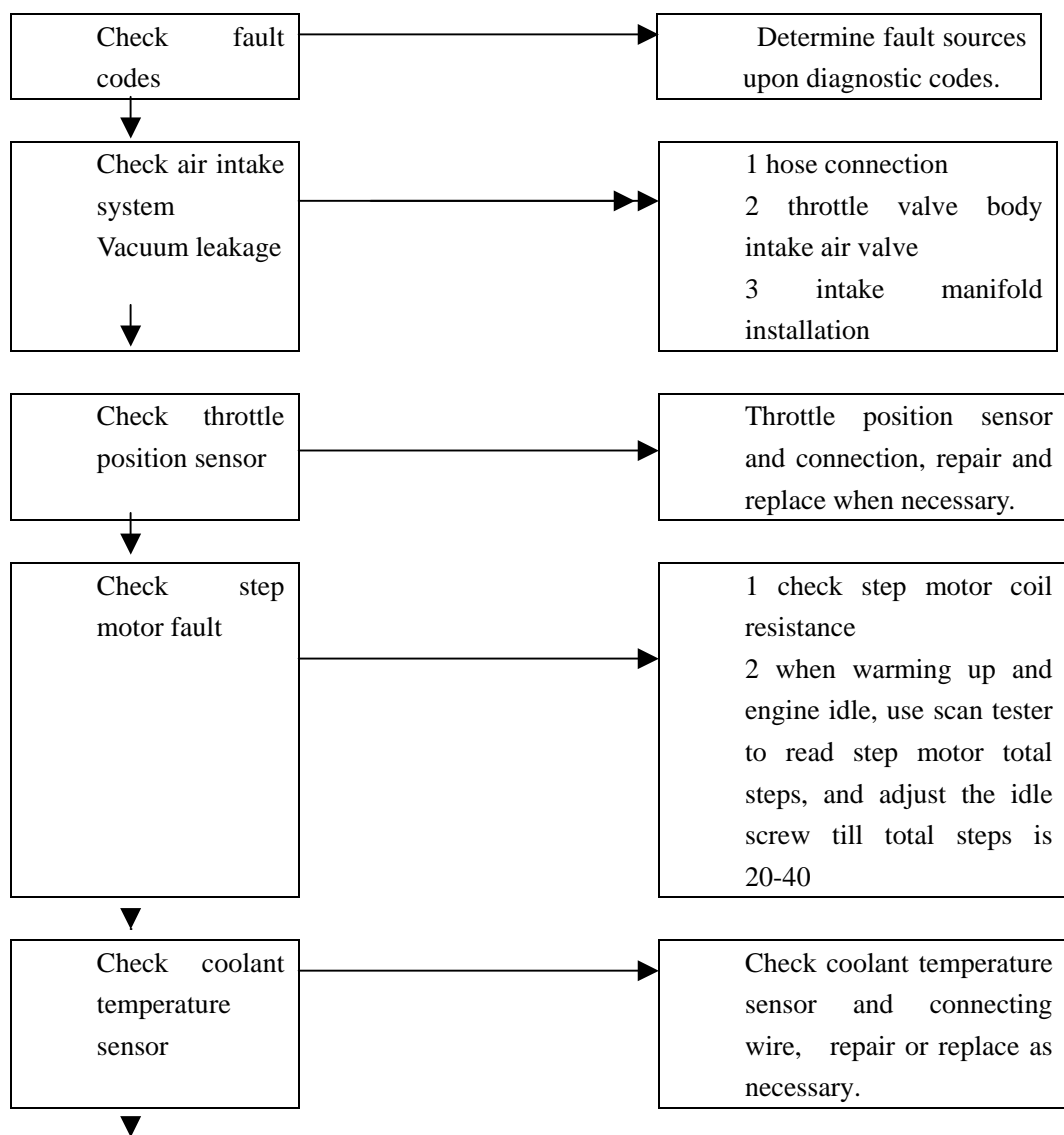 Check fault
codes
Determine fault sources
upon diagnostic codes.
Check air intake
system
Vacuum leakage
1 hose connection
2 throttle valve body
intake air valve
3 intake manifold
installation
Check throttle
position sensor
Throttle position sensor
and connection, repair and
replace when necessary.
Check step
motor fault
1 check step motor coil
resistance
2 when warming up and
engine idle, use scan tester
to read step motor total
steps, and adjust the idle
screw till total steps is
20-40
Check coolant
temperature
sensor
Check coolant temperature
sensor and connecting
wire, repair or replace as
necessary.